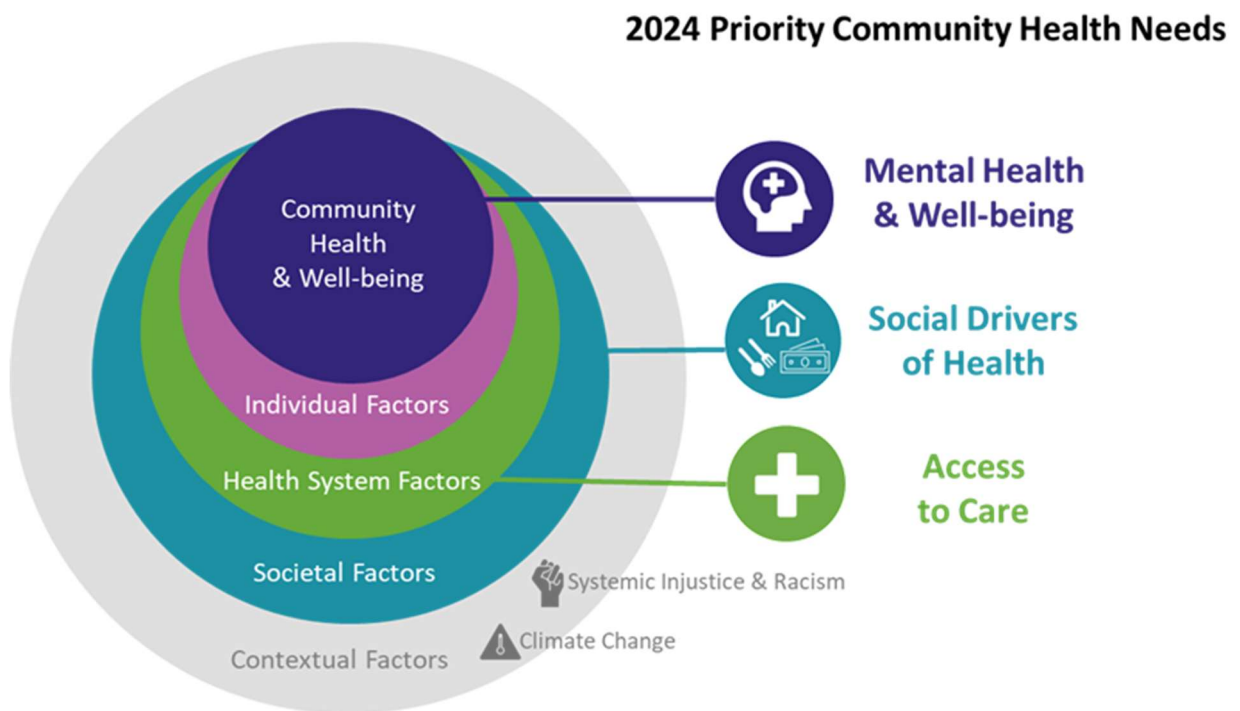 2024 Priority Community Health Needs
Community
Health
& Well-being
Individual Factors
Health System Factors
Societal Factors
Contextual Factors
Systemic Injustice & Racism
Climate Change
Mental Health
& Well-being
Social Drivers
of Health
Access
to Care